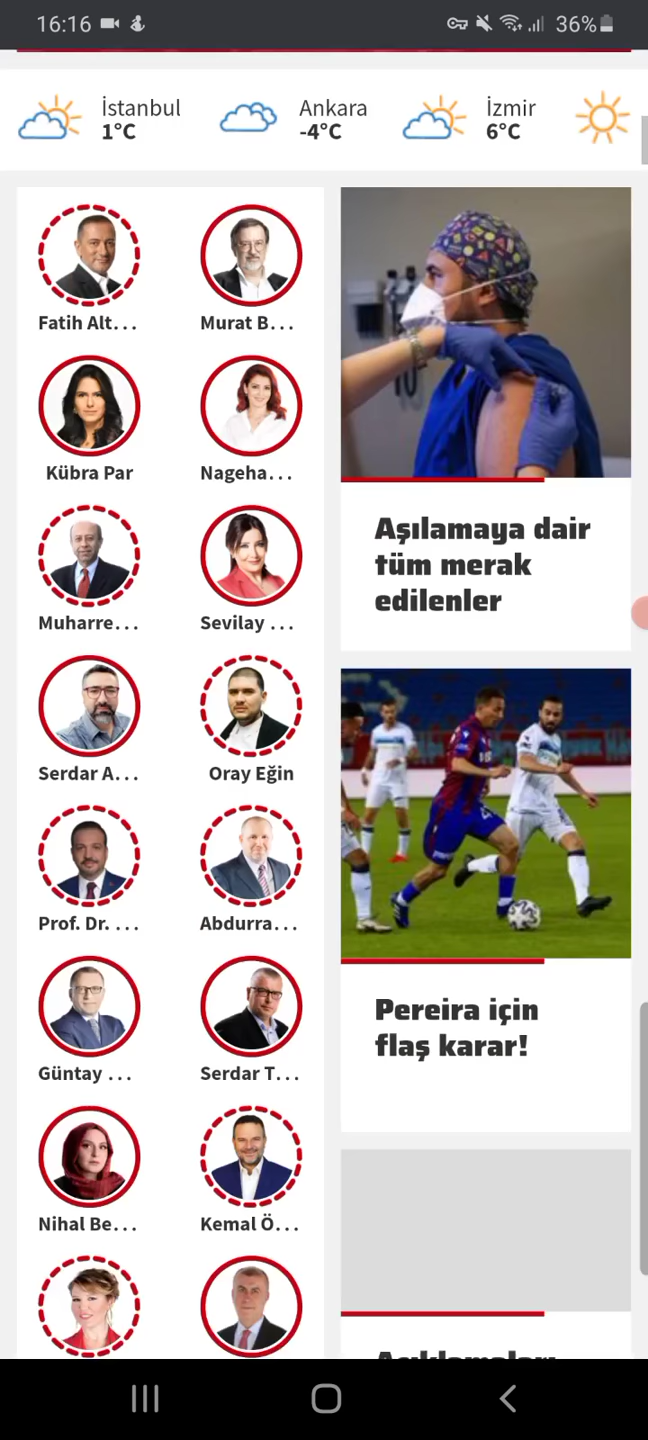 16:16
36%
İstanbul
1°C
Ankara
-4°C
İzmir
6°C
Fatih Alt...
Murat B...
Kübra Par
Nageha...
Muharre...
Sevilay ...
Serdar A...
Oray Eğin
Prof. Dr. ...
Abdurra...
Güntay ...
Serdar T...
Nihal Be...
Kemal Ö...
Aşılamaya dair
tüm merak
edilenler
Pereira için
flaş karar!
Açıklamaları